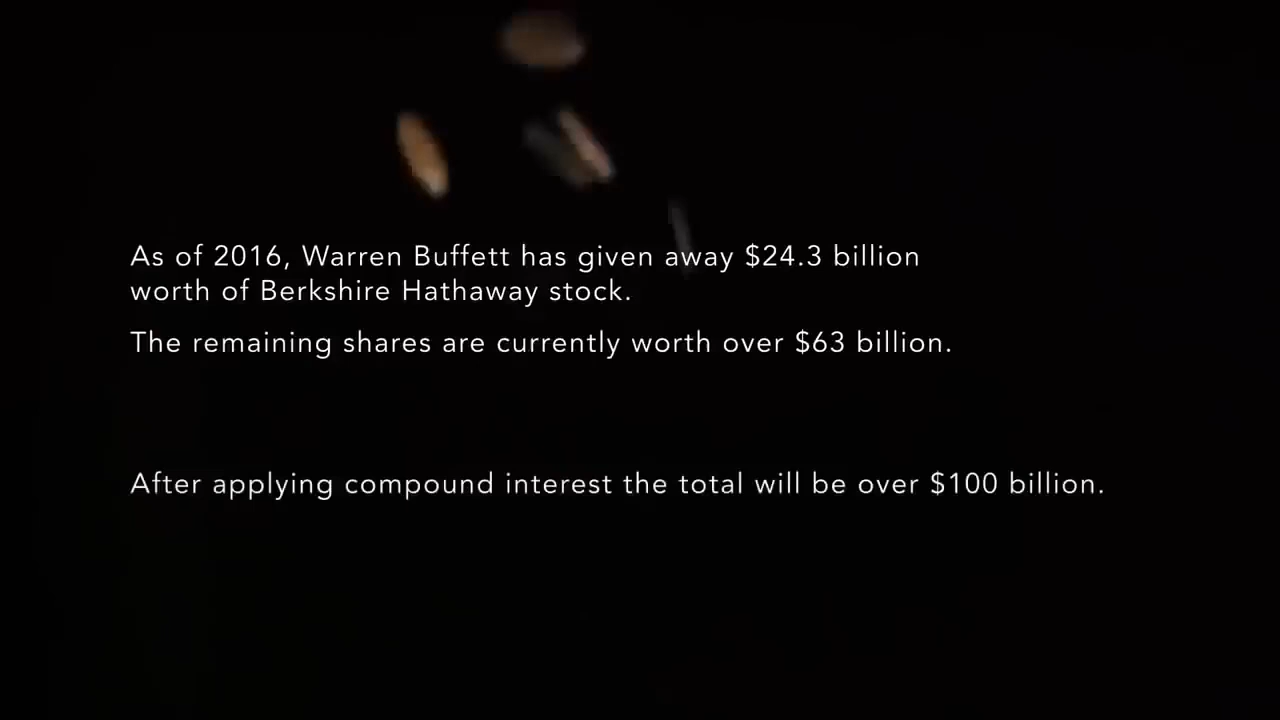 As of 2016, Warren Buffett has given away $24.3 billion
worth of Berkshire Hathaway stock.
The remaining shares are currently worth over $63 billion.
After applying compound interest the total will be over $100 billion.